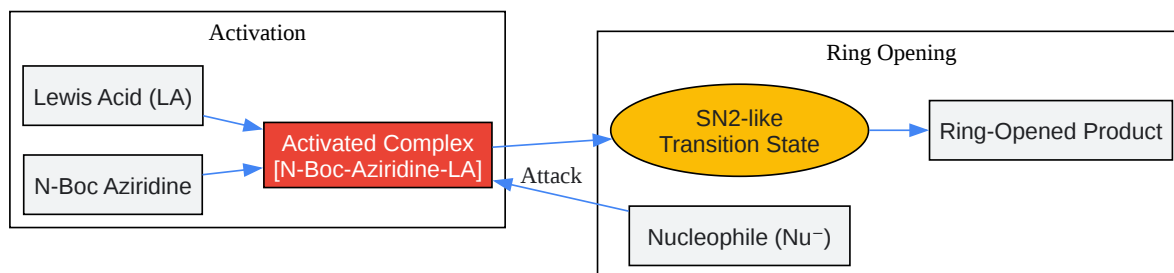 Activation
Lewis Acid (LA)
N-Boc Aziridine
Activated Complex
[N-Boc-Aziridine-LA]
Attack
Ring Opening
SN2-like
Transition State
Ring-Opened Product
Nucleophile (Nu⁻)